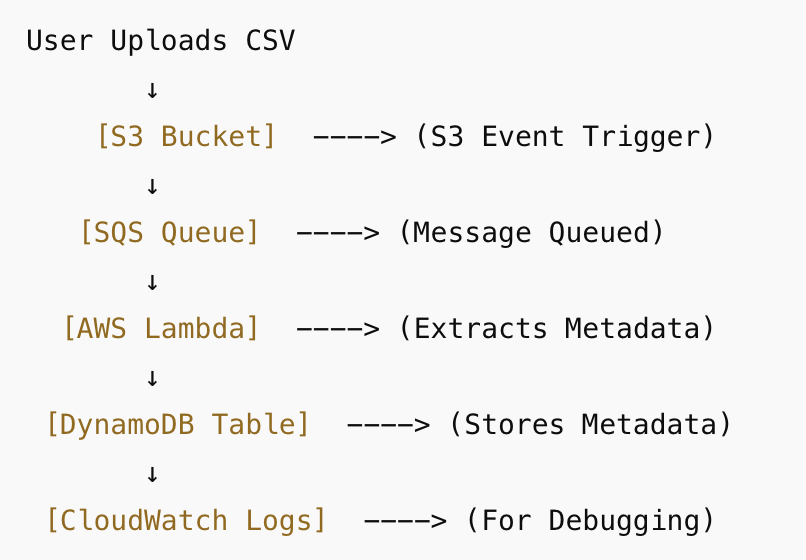 User Uploads CSV
↓
[S3 Bucket] ----> (S3 Event Trigger)
↓
[SQS Queue] ----> (Message Queued)
↓
[AWS Lambda] ----> (Extracts Metadata)
↓
[DynamoDB Table] ----> (Stores Metadata)
↓
[CloudWatch Logs] ----> (For Debugging)